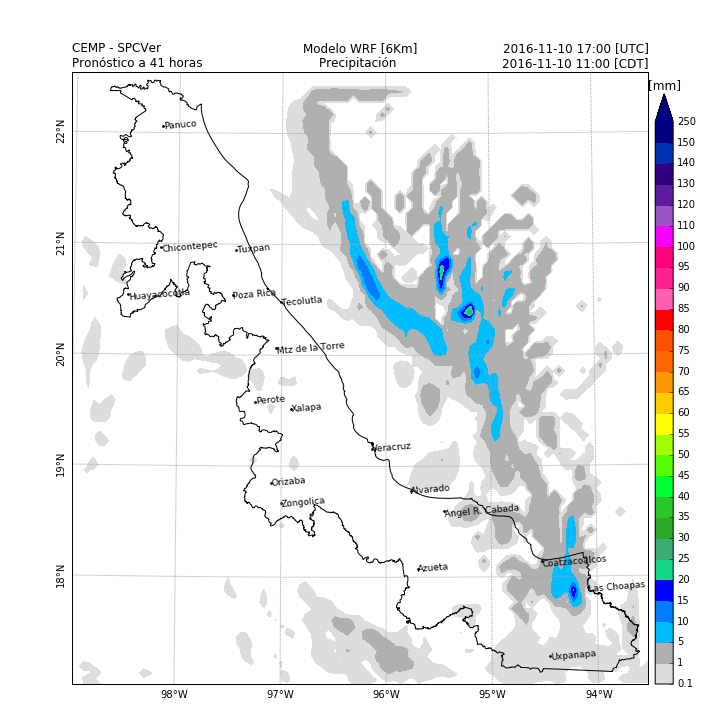 CEMP - SPCVer
Modelo WRF [6Km]
2016-11-10 17:00 [UTC]
Pronóstico a 41 horas
Precipitación
2016-11-10 11:00 [CDT]
[mm]
250
150
140
130
120
110
100
95
90
85
80
75
70
65
60
55
50
45
40
35
30
25
20
15
10
5
1
0.1
22°N
21°N
20°N
19°N
18°N
98°W
97°W
96°W
95°W
94°W
Panuco
Chicontepec
Tuxpan
Huayacocotla
Poza Rica
Tecolutla
Mtz de la Torre
Perote
Xalapa
Veracruz
Orizaba
Alvarado
Zongolica
Angel R. Cabada
Azueta
Coatzacoalcos
Las Choapas
Uxpanapa